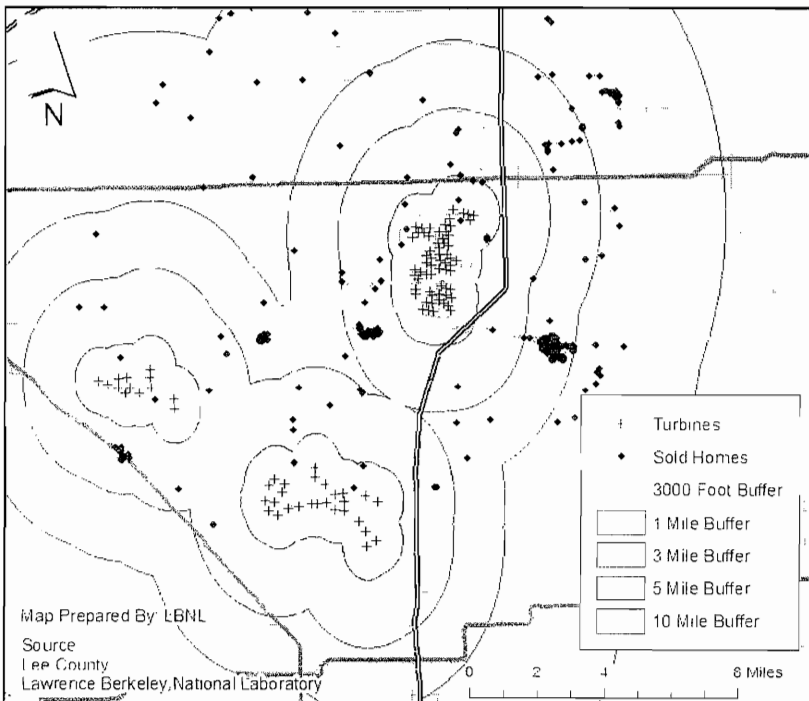 N
Turbines
Sold Homes
3000 Foot Buffer
1 Mile Buffer
3 Mile Buffer
5 Mile Buffer
10 Mile Buffer
Map Prepared By: LBNL
Source
Lee County
Lawrence Berkeley National Laboratory
0 2 4 8 Miles